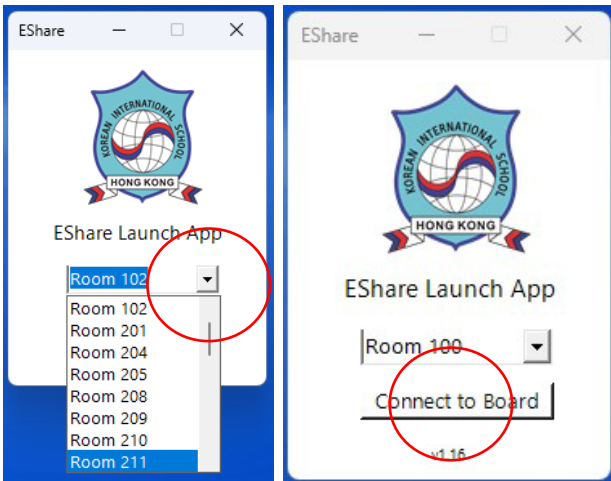 EShare
KOREAN INTERNATIONAL SCHOOL
HONG KONG
EShare Launch App
Room 102
Room 102
Room 201
Room 204
Room 205
Room 208
Room 209
Room 210
Room 211
EShare
KOREAN INTERNATIONAL SCHOOL
HONG KONG
EShare Launch App
Room 100
Connect to Board
v1.16